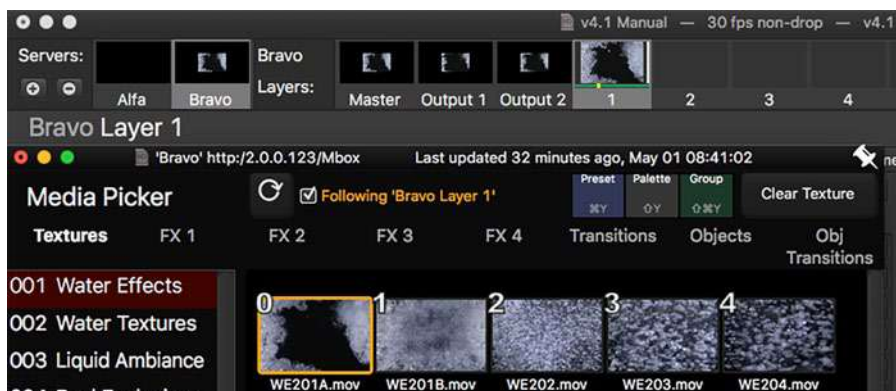 v4.1 Manual — 30 fps non-drop — v4.1
Servers:
Bravo
Layers:
Alfa Bravo Master Output 1 Output 2 1 2 3 4
Bravo Layer 1
'Bravo' http:/2.0.0.123/Mbox Last updated 32 minutes ago, May 01 08:41:02
Media Picker
Following 'Bravo Layer 1'
Preset Palette Group
⌘Y ⇧Y ⇧⌘Y
Clear Texture
Textures FX 1 FX 2 FX 3 FX 4 Transitions Objects Obj
Transitions
001 Water Effects
002 Water Textures
003 Liquid Ambiance
0 1 2 3 4
WE201A.mov WE201B.mov WE202.mov WE203.mov WE204.mov